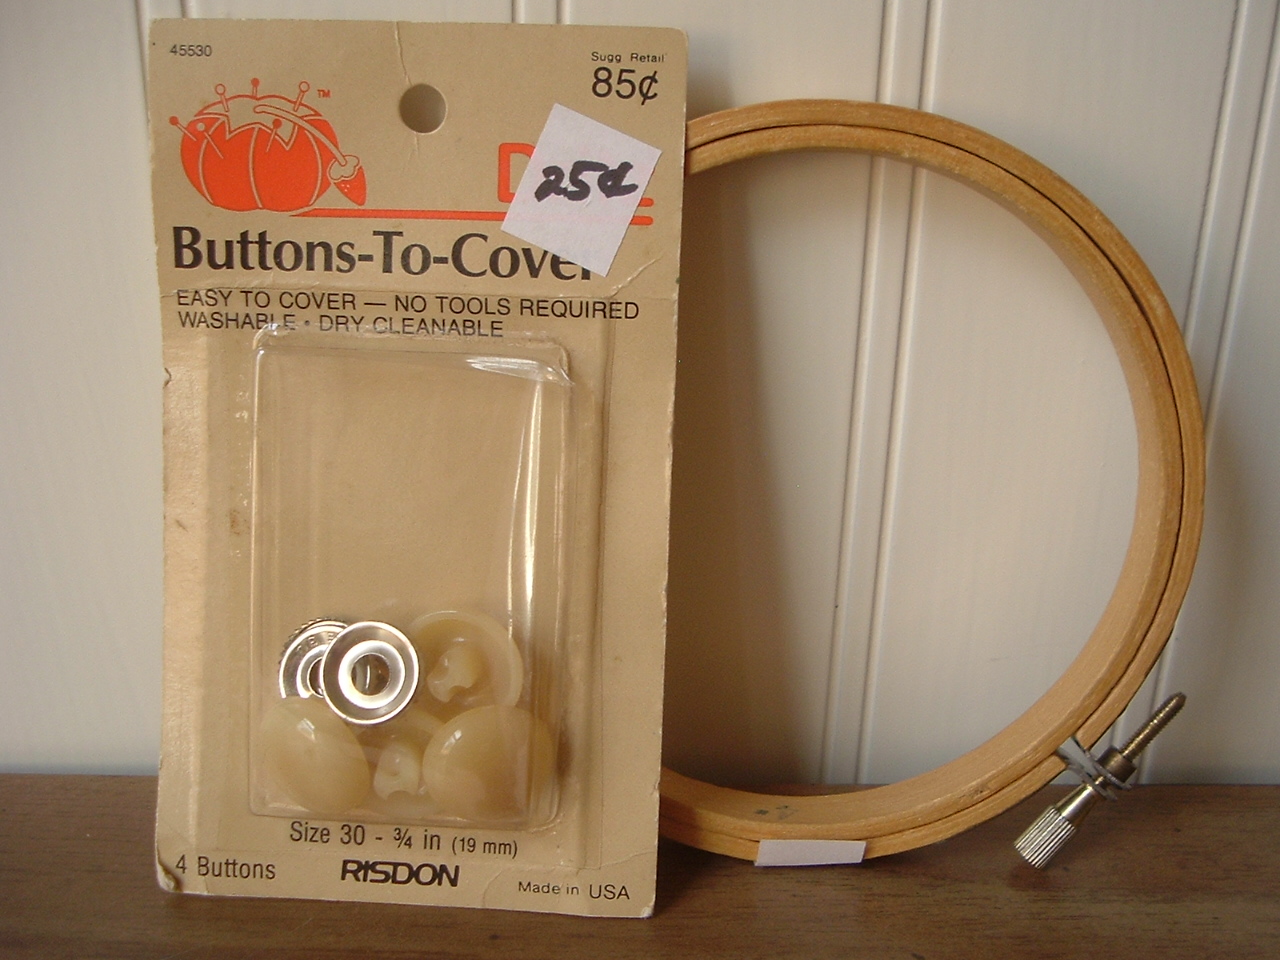 45530
Sugg Retail
85¢
TM
25¢
Buttons-To-Cover
EASY TO COVER — NO TOOLS REQUIRED
WASHABLE • DRY CLEANABLE
Size 30 - ¾ in (19 mm)
4 Buttons
RISDON
Made in USA